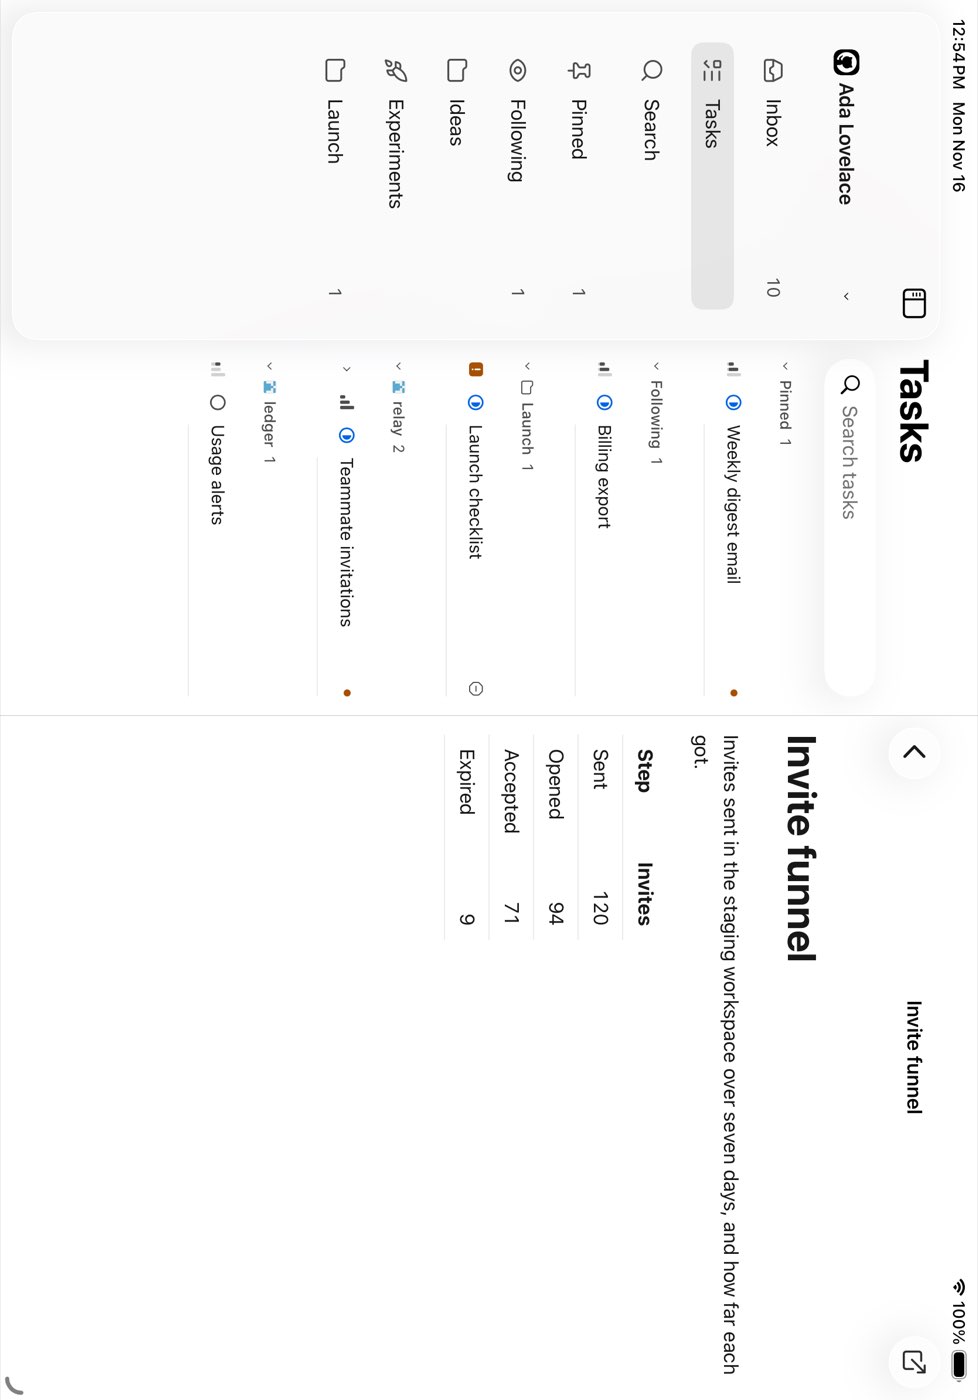 12:54 PM Mon Nov 16
100%
Ada Lovelace
Inbox 10
Tasks
Search
Pinned 1
Following 1
Ideas
Experiments
Launch 1
Tasks
Search tasks
Pinned 1
Weekly digest email
Following 1
Billing export
Launch 1
Launch checklist
relay 2
Teammate invitations
ledger 1
Usage alerts
Invite funnel
Invite funnel
Invites sent in the staging workspace over seven days, and how far each
got.
Step Invites
Sent 120
Opened 94
Accepted 71
Expired 9